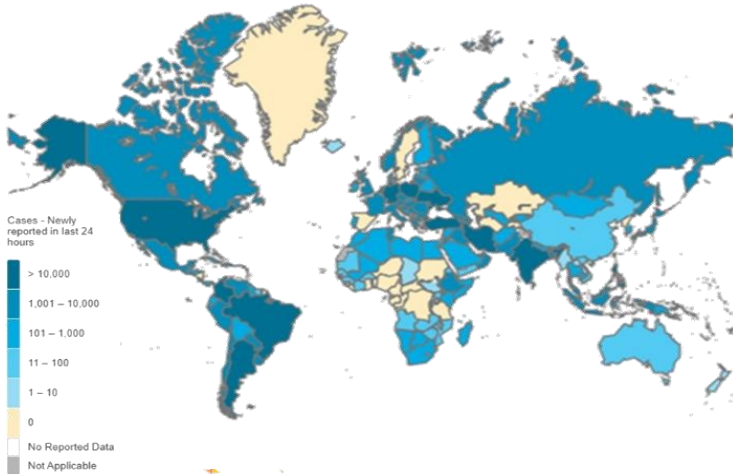 Cases - Newly
reported in last 24
hours
> 10,000
1,001 – 10,000
101 – 1,000
11 – 100
1 – 10
0
No Reported Data
Not Applicable